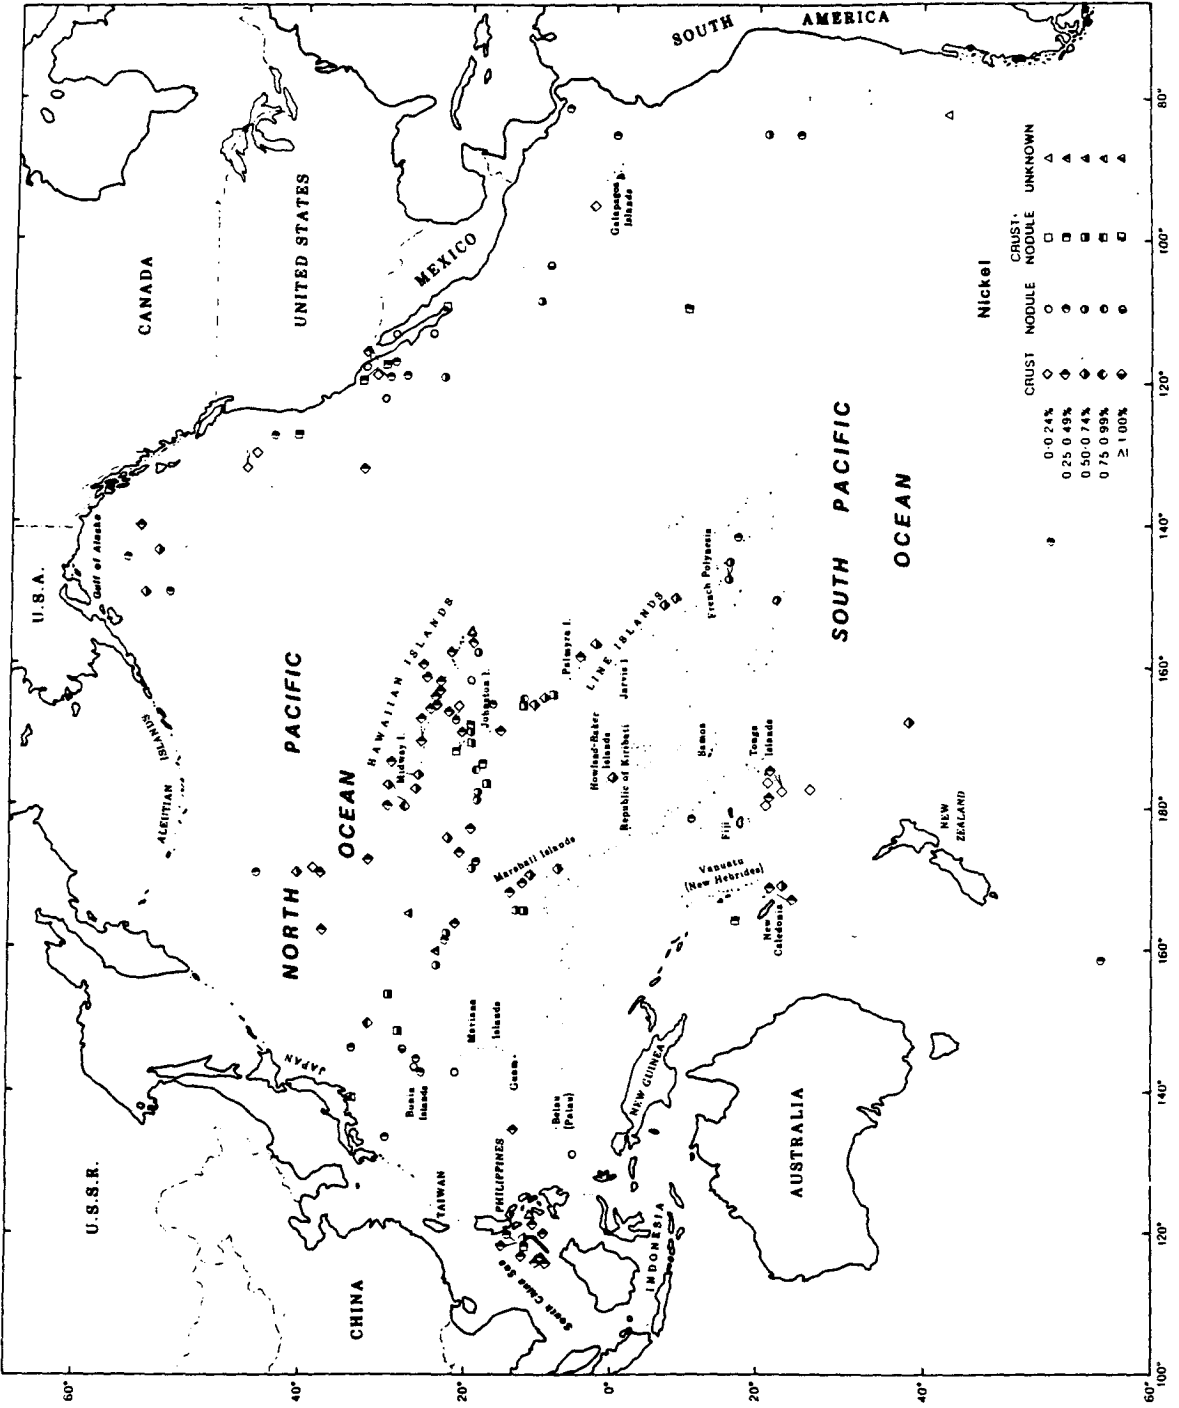 U.S.S.R.
CHINA
JAPAN
TAIWAN
PHILIPPINES
South China Sea
INDONESIA
AUSTRALIA
NEW GUINEA
Belau
(Palau)
Guam
Mariana
Islands
Bonin
Islands
NORTH PACIFIC
OCEAN
ALEUTIAN ISLANDS
U.S.A.
Gulf of Alaska
CANADA
UNITED STATES
MEXICO
SOUTH AMERICA
Galapagos
Islands
HAWAIIAN ISLANDS
Midway I.
Johnston I.
Marshall Islands
Palmyra I.
LINE ISLANDS
Jarvis I
Howland-Baker
Islands
Republic of Kiribati
French Polynesia
Samoa
Tonga
Islands
Fiji
Vanuatu
(New Hebrides)
New
Caledonia
NEW
ZEALAND
SOUTH PACIFIC
OCEAN
Nickel
CRUST NODULE CRUST+ NODULE UNKNOWN
0-0 24%
0 25 0 49%
0 50-0 74%
0 75 0 99%
≥ 1 00%
60° 40° 20° 0° 20° 40° 60°
100° 120° 140° 160° 180° 160° 140° 120° 100° 80°